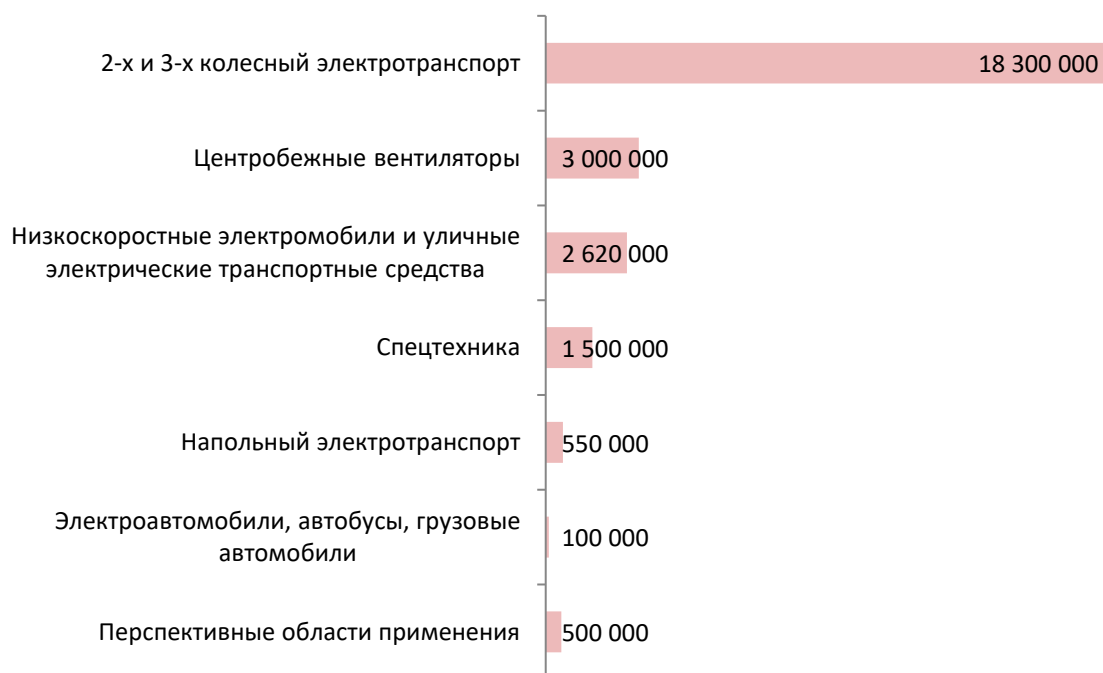 2-х и 3-х колесный электротранспорт
18 300 000
Центробежные вентиляторы
3 000 000
Низкоскоростные электромобили и уличные
электрические транспортные средства
2 620 000
Спецтехника
1 500 000
Напольный электротранспорт
550 000
Электроавтомобили, автобусы, грузовые
автомобили
100 000
Перспективные области применения
500 000